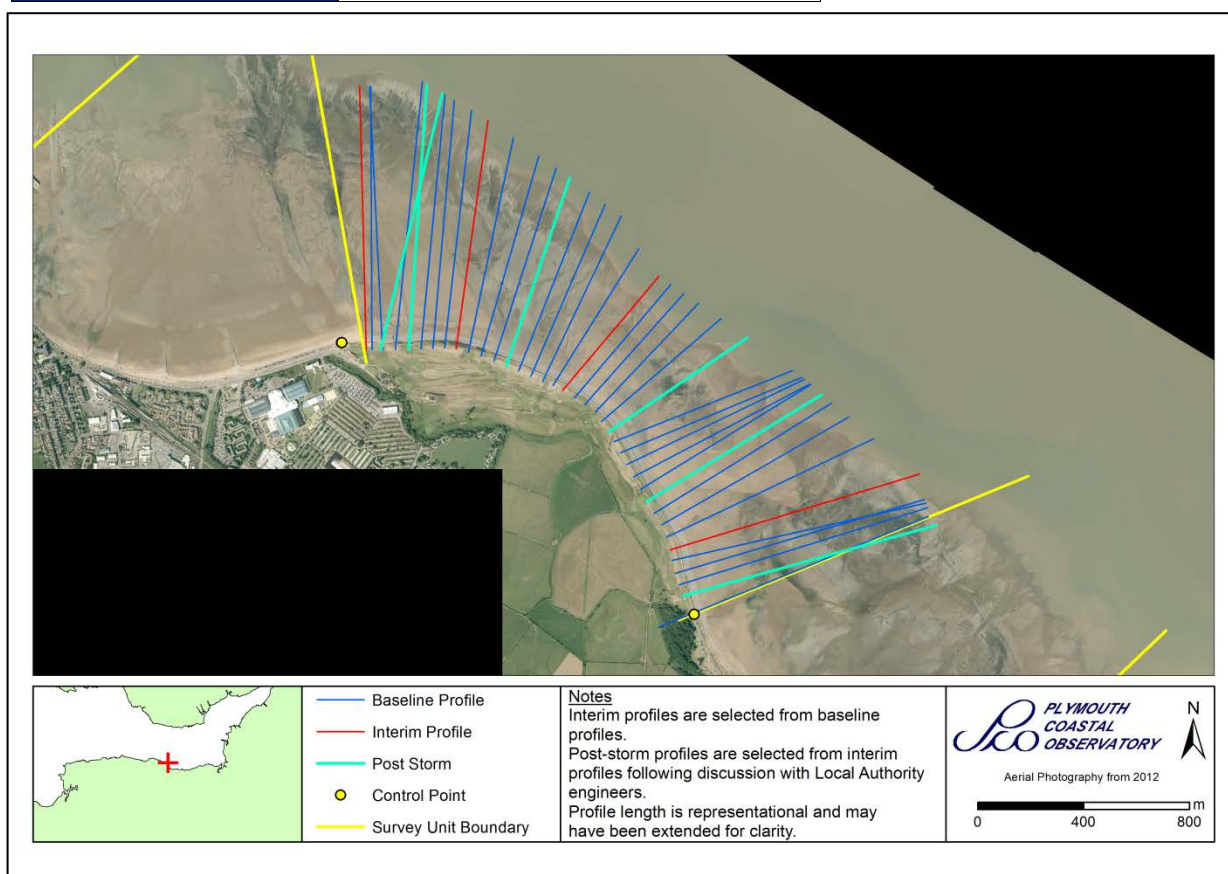 Baseline Profile
Interim Profile
Post Storm
Control Point
Survey Unit Boundary
Notes
Interim profiles are selected from baseline
profiles.
Post-storm profiles are selected from interim
profiles following discussion with Local Authority
engineers.
Profile length is representational and may
have been extended for clarity.
PCO
PLYMOUTH
COASTAL
OBSERVATORY
N
Aerial Photography from 2012
m
0 400 800